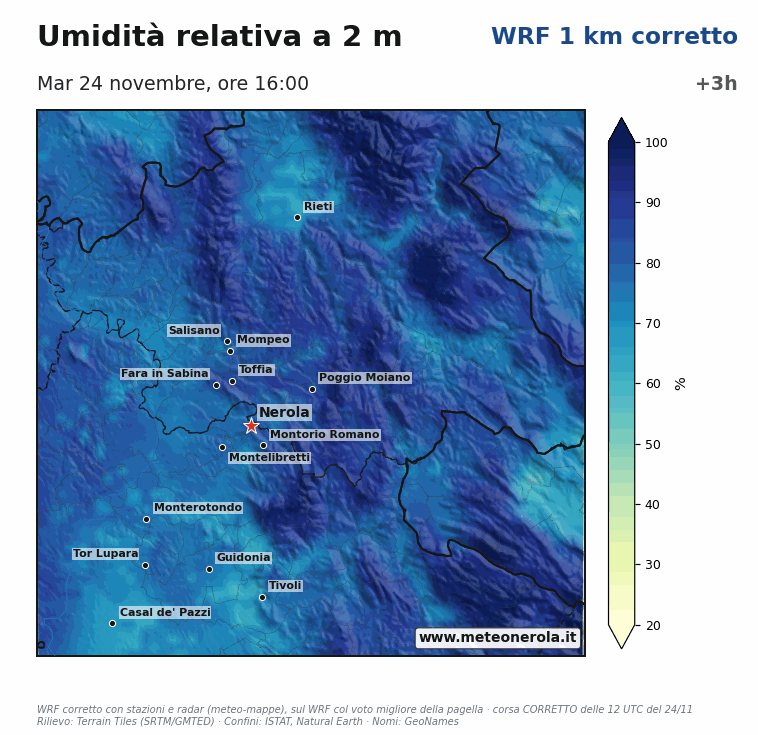 Umidità relativa a 2 m
WRF 1 km corretto
Mar 24 novembre, ore 16:00
+3h
Rieti
Salisano
Mompeo
Toffia
Fara in Sabina
Poggio Moiano
Nerola
Montorio Romano
Montelibretti
Monterotondo
Tor Lupara
Guidonia
Tivoli
Casal de' Pazzi
www.meteonerola.it
100
90
80
70
60
50
40
30
20
%
WRF corretto con stazioni e radar (meteo-mappe), sul WRF col voto migliore della pagella · corsa CORRETTO delle 12 UTC del 24/11
Rilievo: Terrain Tiles (SRTM/GMTED) · Confini: ISTAT, Natural Earth · Nomi: GeoNames